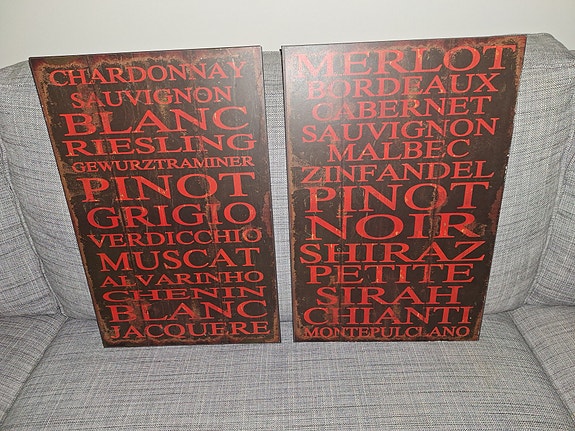 CHARDONNAY
SAUVIGNON
BLANC
RIESLING
GEWURZTRAMINER
PINOT
GRIGIO
VERDICCHIO
MUSCAT
ALVARINHO
CHENIN
BLANC
JACQUERE
MERLOT
BORDEAUX
CABERNET
SAUVIGNON
MALBEC
ZINFANDEL
PINOT
NOIR
SHIRAZ
PETITE
SIRAH
CHIANTI
MONTEPULCLANO